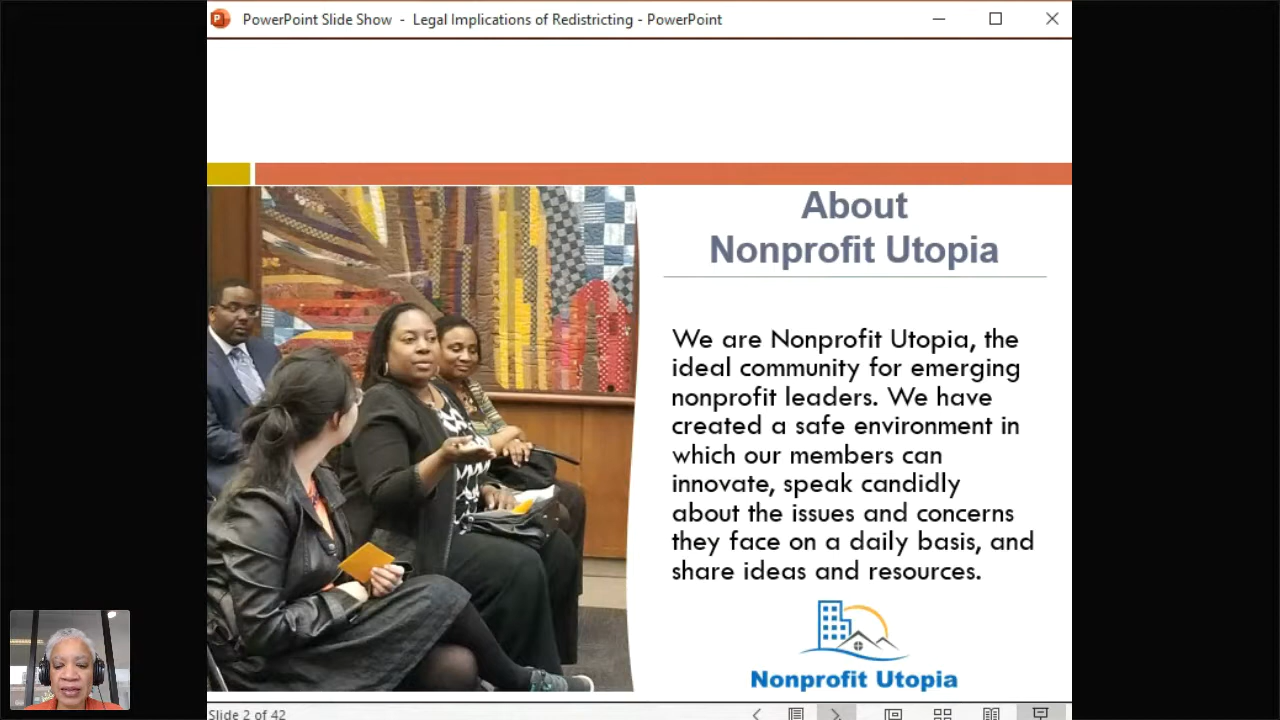 PowerPoint Slide Show - Legal Implications of Redistricting - PowerPoint
About
Nonprofit Utopia
We are Nonprofit Utopia, the
ideal community for emerging
nonprofit leaders. We have
created a safe environment in
which our members can
innovate, speak candidly
about the issues and concerns
they face on a daily basis, and
share ideas and resources.
Nonprofit Utopia
Slide 2 of 42